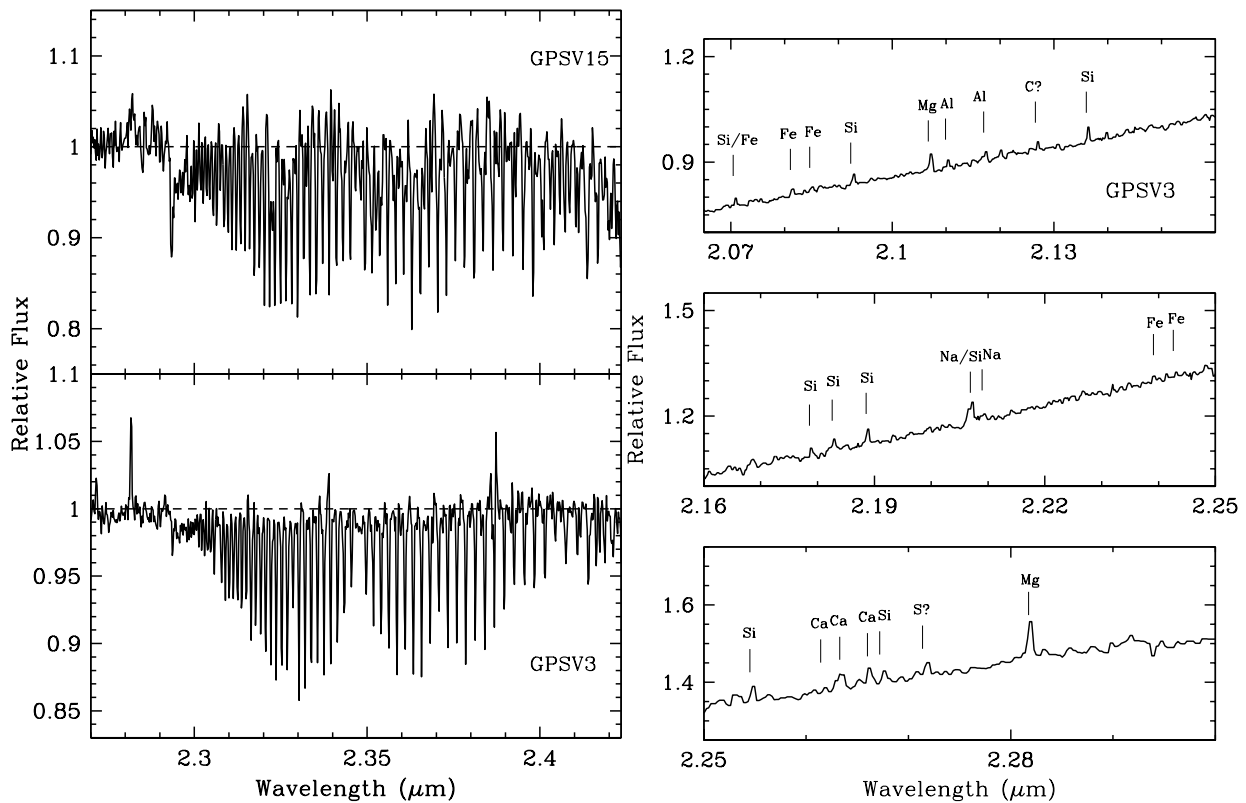 GPSV15
1.1
1
0.9
0.8
1.1
1.05
1
0.95
0.9
0.85
GPSV3
2.3
2.35
2.4
Relative Flux
Wavelength (μm)
Relative Flux
1.2
0.9
Si/Fe
Fe
Fe
Si
Mg
Al
Al
C?
Si
GPSV3
2.07
2.1
2.13
1.5
1.2
Si
Si
Si
Na/Si
Na
Fe
Fe
2.16
2.19
2.22
2.25
1.6
1.4
Si
Ca
Ca
Ca
Si
S?
Mg
2.25
2.28
Wavelength (μm)